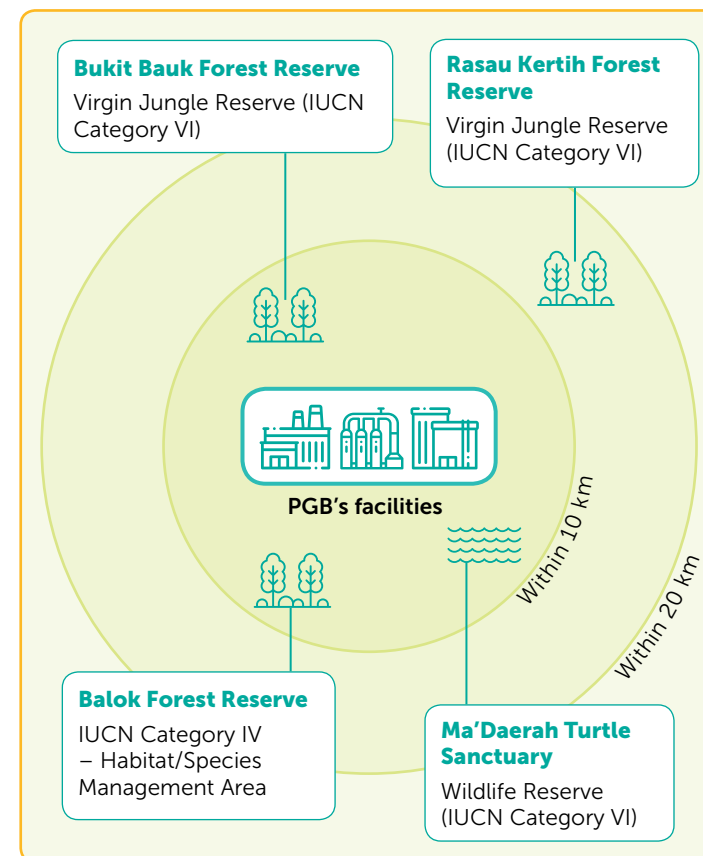 Bukit Bauk Forest Reserve
Virgin Jungle Reserve (IUCN
Category VI)
Rasau Kertih Forest
Reserve
Virgin Jungle Reserve
(IUCN Category VI)
PGB’s facilities
Within 10 km
Within 20 km
Balok Forest Reserve
IUCN Category IV
– Habitat/Species
Management Area
Ma’Daerah Turtle
Sanctuary
Wildlife Reserve
(IUCN Category VI)